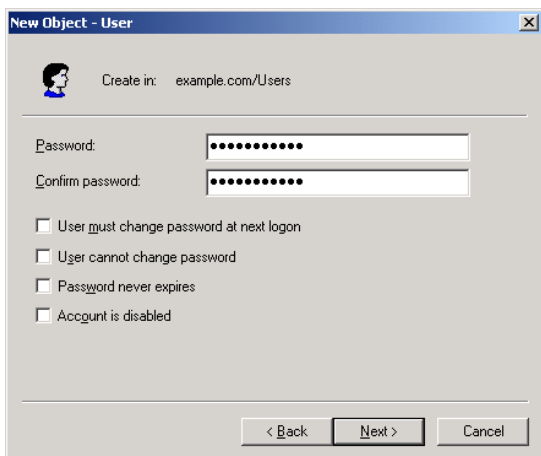 New Object - User
Create in: example.com/Users
Password: •••••••••••
Confirm password: •••••••••••
User must change password at next logon
User cannot change password
Password never expires
Account is disabled
< Back Next > Cancel